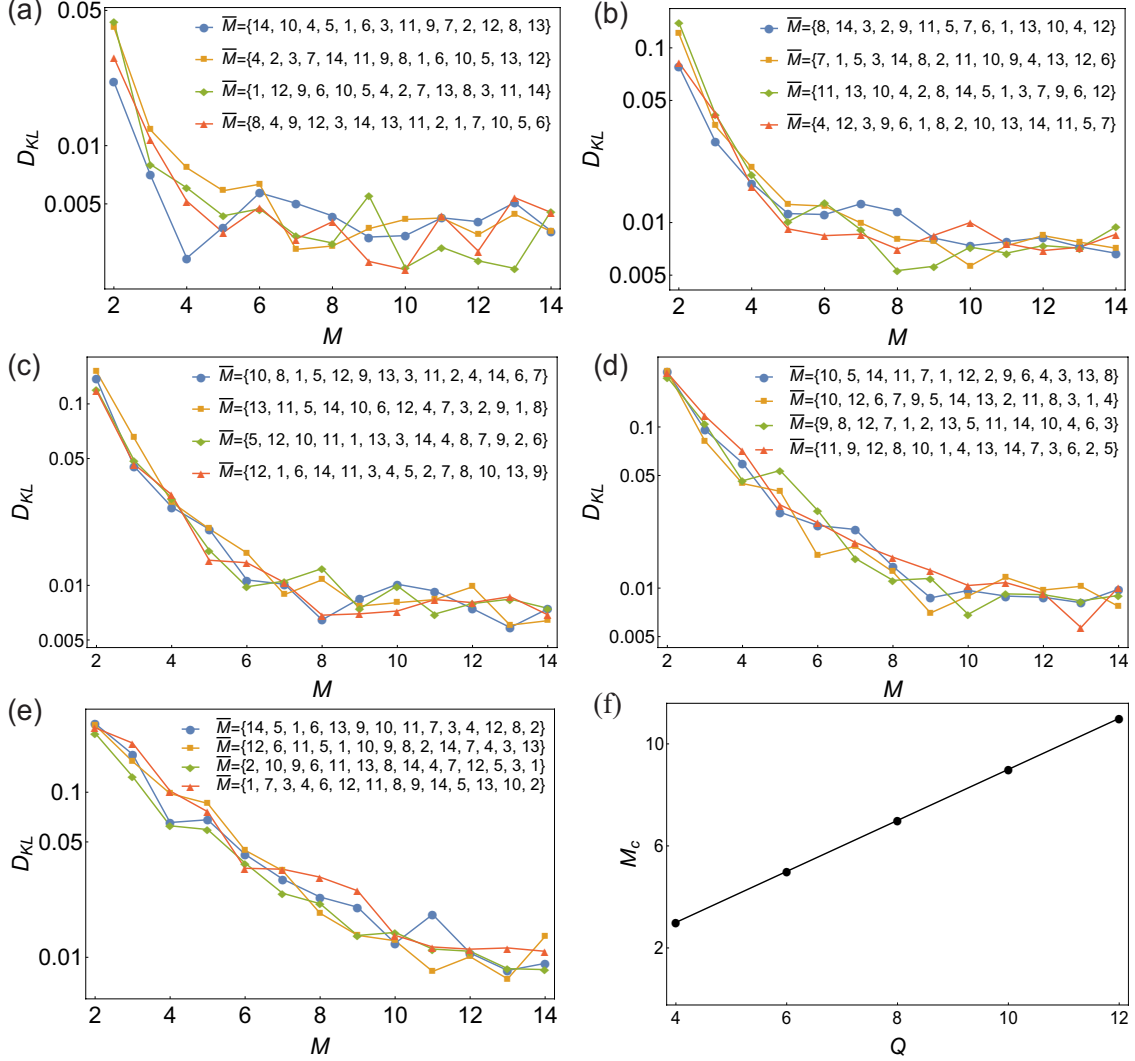 (a)
0.05
0.01
0.005
D_KL
M̅={14, 10, 4, 5, 1, 6, 3, 11, 9, 7, 2, 12, 8, 13}
M̅={4, 2, 3, 7, 14, 11, 9, 8, 1, 6, 10, 5, 13, 12}
M̅={1, 12, 9, 6, 10, 5, 4, 2, 7, 13, 8, 3, 11, 14}
M̅={8, 4, 9, 12, 3, 14, 13, 11, 2, 1, 7, 10, 5, 6}
2 4 6 8 10 12 14
M
(b)
0.1
0.05
0.01
0.005
D_KL
M̅={8, 14, 3, 2, 9, 11, 5, 7, 6, 1, 13, 10, 4, 12}
M̅={7, 1, 5, 3, 14, 8, 2, 11, 10, 9, 4, 13, 12, 6}
M̅={11, 13, 10, 4, 2, 8, 14, 5, 1, 3, 7, 9, 6, 12}
M̅={4, 12, 3, 9, 6, 1, 8, 2, 10, 13, 14, 11, 5, 7}
2 4 6 8 10 12 14
M
(c)
0.1
0.05
0.01
0.005
D_KL
M̅={10, 8, 1, 5, 12, 9, 13, 3, 11, 2, 4, 14, 6, 7}
M̅={13, 11, 5, 14, 10, 6, 12, 4, 7, 3, 2, 9, 1, 8}
M̅={5, 12, 10, 11, 1, 13, 3, 14, 4, 8, 7, 9, 2, 6}
M̅={12, 1, 6, 14, 11, 3, 4, 5, 2, 7, 8, 10, 13, 9}
2 4 6 8 10 12 14
M
(d)
0.1
0.05
0.01
0.005
D_KL
M̅={10, 5, 14, 11, 7, 1, 12, 2, 9, 6, 4, 3, 13, 8}
M̅={10, 12, 6, 7, 9, 5, 14, 13, 2, 11, 8, 3, 1, 4}
M̅={9, 8, 12, 7, 1, 2, 13, 5, 11, 14, 10, 4, 6, 3}
M̅={11, 9, 12, 8, 10, 1, 4, 13, 14, 7, 3, 6, 2, 5}
2 4 6 8 10 12 14
M
(e)
0.1
0.05
0.01
D_KL
M̅={14, 5, 1, 6, 13, 9, 10, 11, 7, 3, 4, 12, 8, 2}
M̅={12, 6, 11, 5, 1, 10, 9, 8, 2, 14, 7, 4, 3, 13}
M̅={2, 10, 9, 6, 11, 13, 8, 14, 4, 7, 12, 5, 3, 1}
M̅={1, 7, 3, 4, 6, 12, 11, 8, 9, 14, 5, 13, 10, 2}
2 4 6 8 10 12 14
M
(f)
10
6
2
M_c
4 6 8 10 12
Q